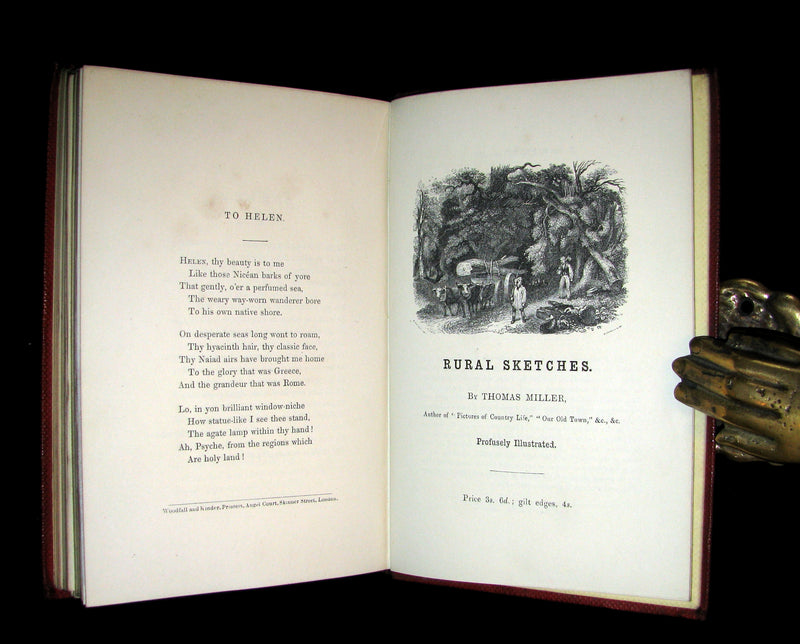 TO HELEN.
HELEN, thy beauty is to me
Like those Nicéan barks of yore
That gently, o'er a perfumed sea,
The weary way-worn wanderer bore
To his own native shore.
On desperate seas long wont to roam,
Thy hyacinth hair, thy classic face,
Thy Naiad airs have brought me home
To the glory that was Greece,
And the grandeur that was Rome.
Lo, in yon brilliant window-niche
How statue-like I see thee stand,
The agate lamp within thy hand!
Ah, Psyche, from the regions which
Are holy land!
Woodfall and Kinder, Printers, Angel Court, Skinner Street, London.
RURAL SKETCHES.
By THOMAS MILLER,
Author of "Pictures of Country Life," "Our Old Town," &c., &c.
Profusely Illustrated.
Price 3s. 6d.; gilt edges, 4s.